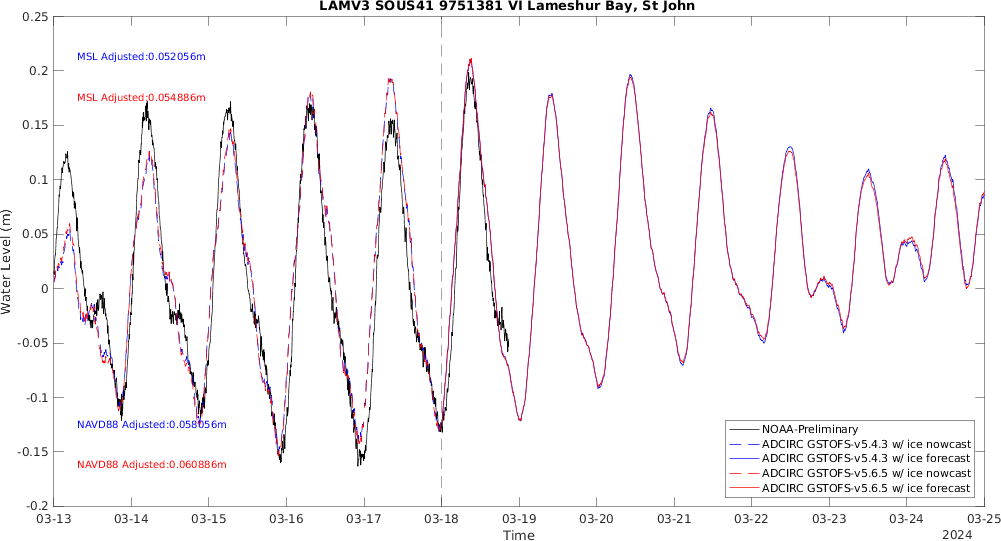 LAMV3 SOUS41 9751381 VI Lameshur Bay, St John
0.25
0.2
0.15
0.1
0.05
0
-0.05
-0.1
-0.15
-0.2
Water Level (m)
MSL Adjusted:0.052056m
MSL Adjusted:0.054886m
NAVD88 Adjusted:0.058056m
NAVD88 Adjusted:0.060886m
NOAA-Preliminary
ADCIRC GSTOFS-v5.4.3 w/ ice nowcast
ADCIRC GSTOFS-v5.4.3 w/ ice forecast
ADCIRC GSTOFS-v5.6.5 w/ ice nowcast
ADCIRC GSTOFS-v5.6.5 w/ ice forecast
03-13 03-14 03-15 03-16 03-17 03-18 03-19 03-20 03-21 03-22 03-23 03-24 03-25
Time
2024